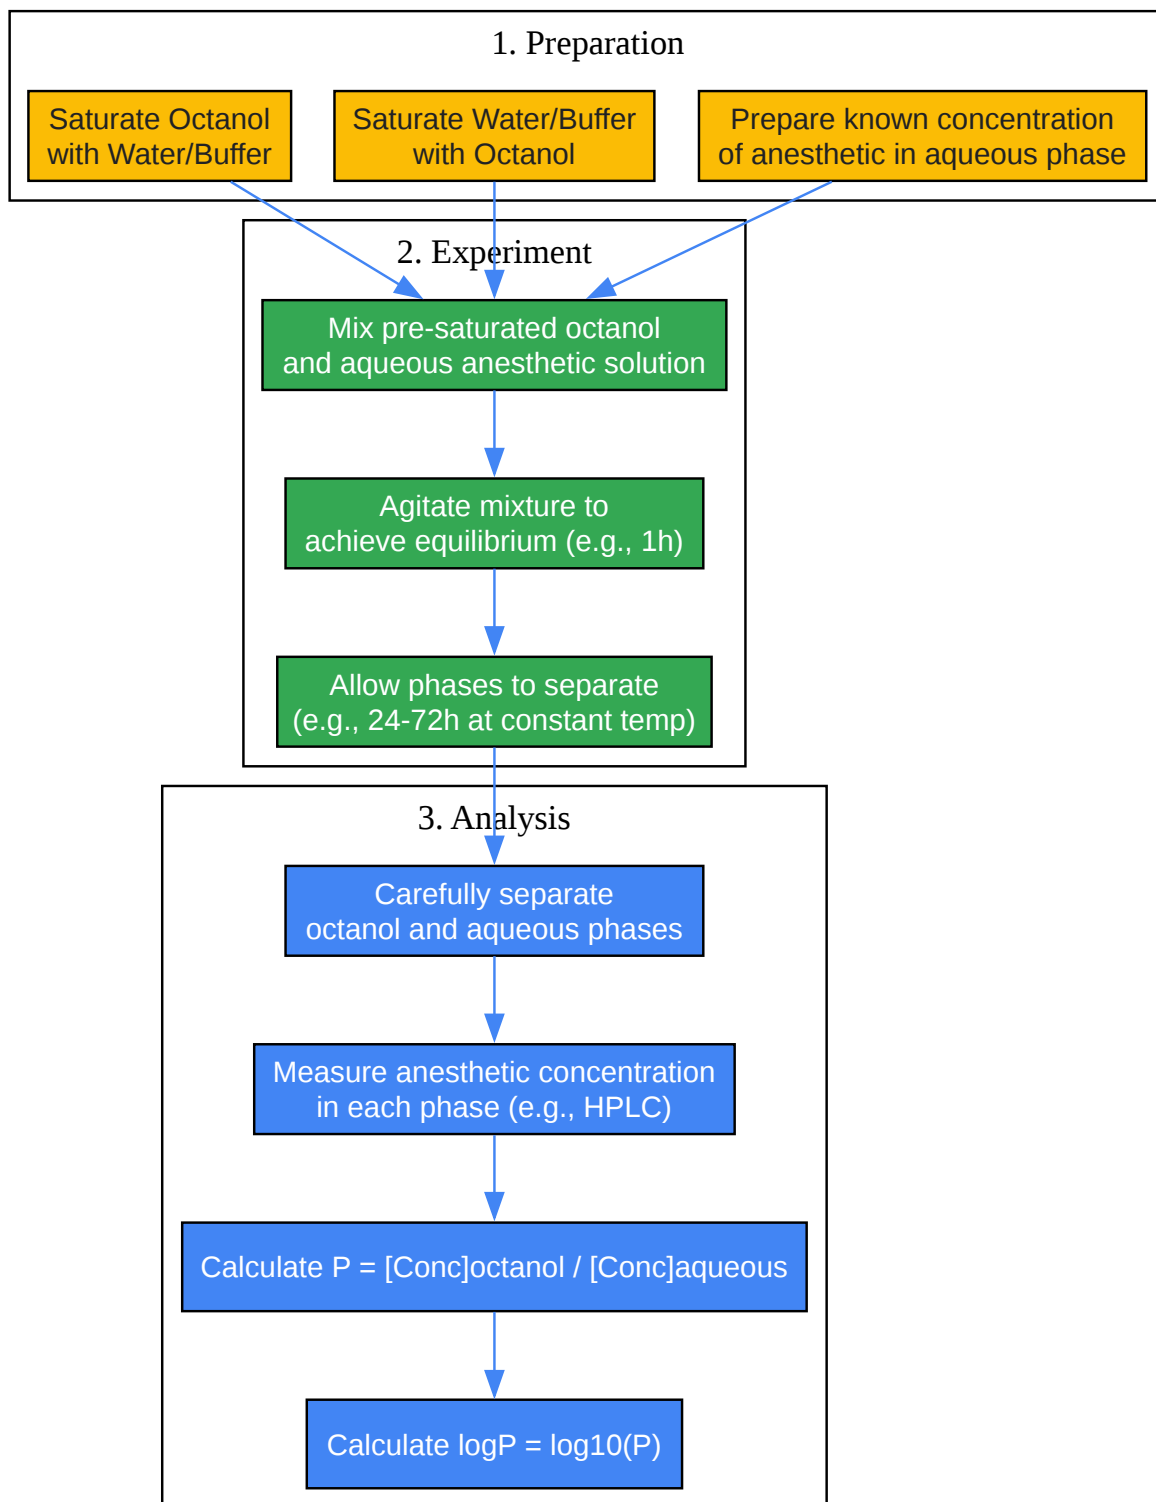 1. Preparation
Saturate Octanol
with Water/Buffer
Saturate Water/Buffer
with Octanol
Prepare known concentration
of anesthetic in aqueous phase
2. Experiment
Mix pre-saturated octanol
and aqueous anesthetic solution
Agitate mixture to
achieve equilibrium (e.g., 1h)
Allow phases to separate
(e.g., 24-72h at constant temp)
3. Analysis
Carefully separate
octanol and aqueous phases
Measure anesthetic concentration
in each phase (e.g., HPLC)
Calculate P = [Conc]octanol / [Conc]aqueous
Calculate logP = log10(P)